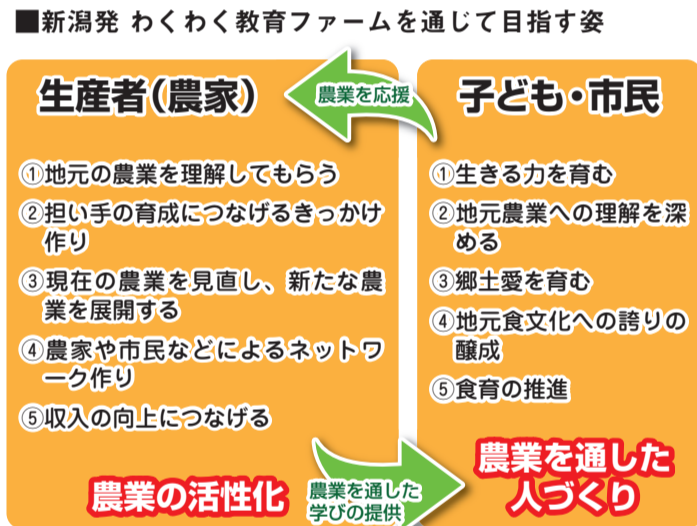 ■新潟発 わくわく教育ファームを通じて目指す姿
生産者（農家）
①地元の農業を理解してもらう
②担い手の育成につなげるきっかけ
作り
③現在の農業を見直し、新たな農
業を展開する
④農家や市民などによるネットワ
ーク作り
⑤収入の向上につなげる
農業の活性化
農業を応援
子ども・市民
①生きる力を育む
②地元農業への理解を深
める
③郷土愛を育む
④地元食文化への誇りの
醸成
⑤食育の推進
農業を通した
人づくり
農業を通した
学びの提供